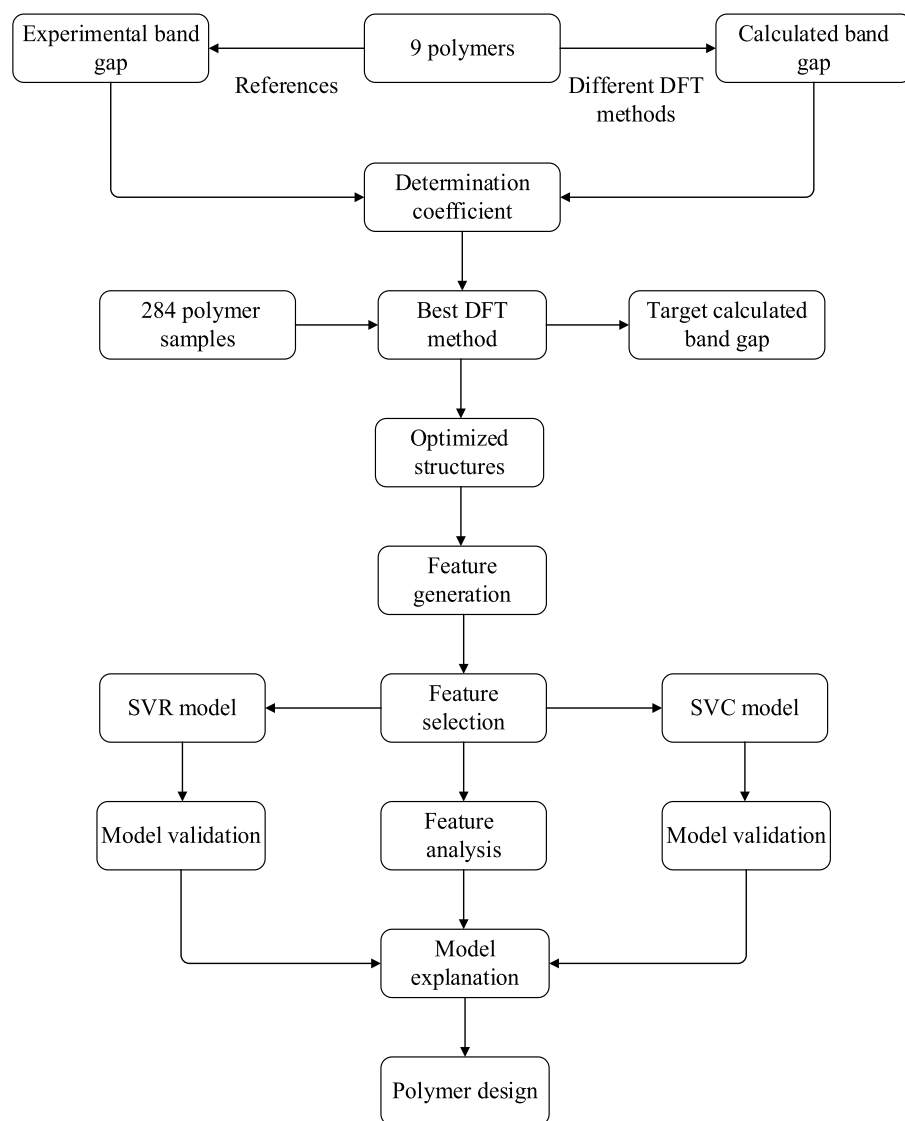 Experimental band
gap
9 polymers
Calculated band
gap
References
Different DFT
methods
Determination
coefficient
284 polymer
samples
Best DFT
method
Target calculated
band gap
Optimized
structures
Feature
generation
SVR model
Feature
selection
SVC model
Model validation
Feature
analysis
Model validation
Model
explanation
Polymer design